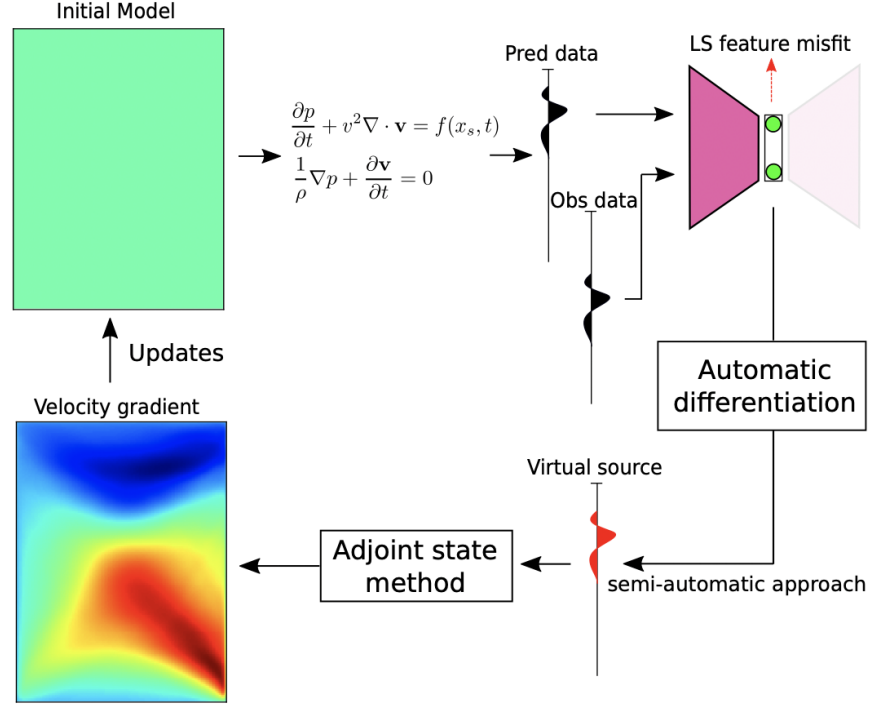 Initial Model
Pred data
LS feature misfit
∂p/∂t + v²∇ · 𝐯 = f(xₛ, t)
1/ρ ∇p + ∂𝐯/∂t = 0
Obs data
Updates
Automatic
differentiation
Velocity gradient
Virtual source
Adjoint state
method
semi-automatic approach